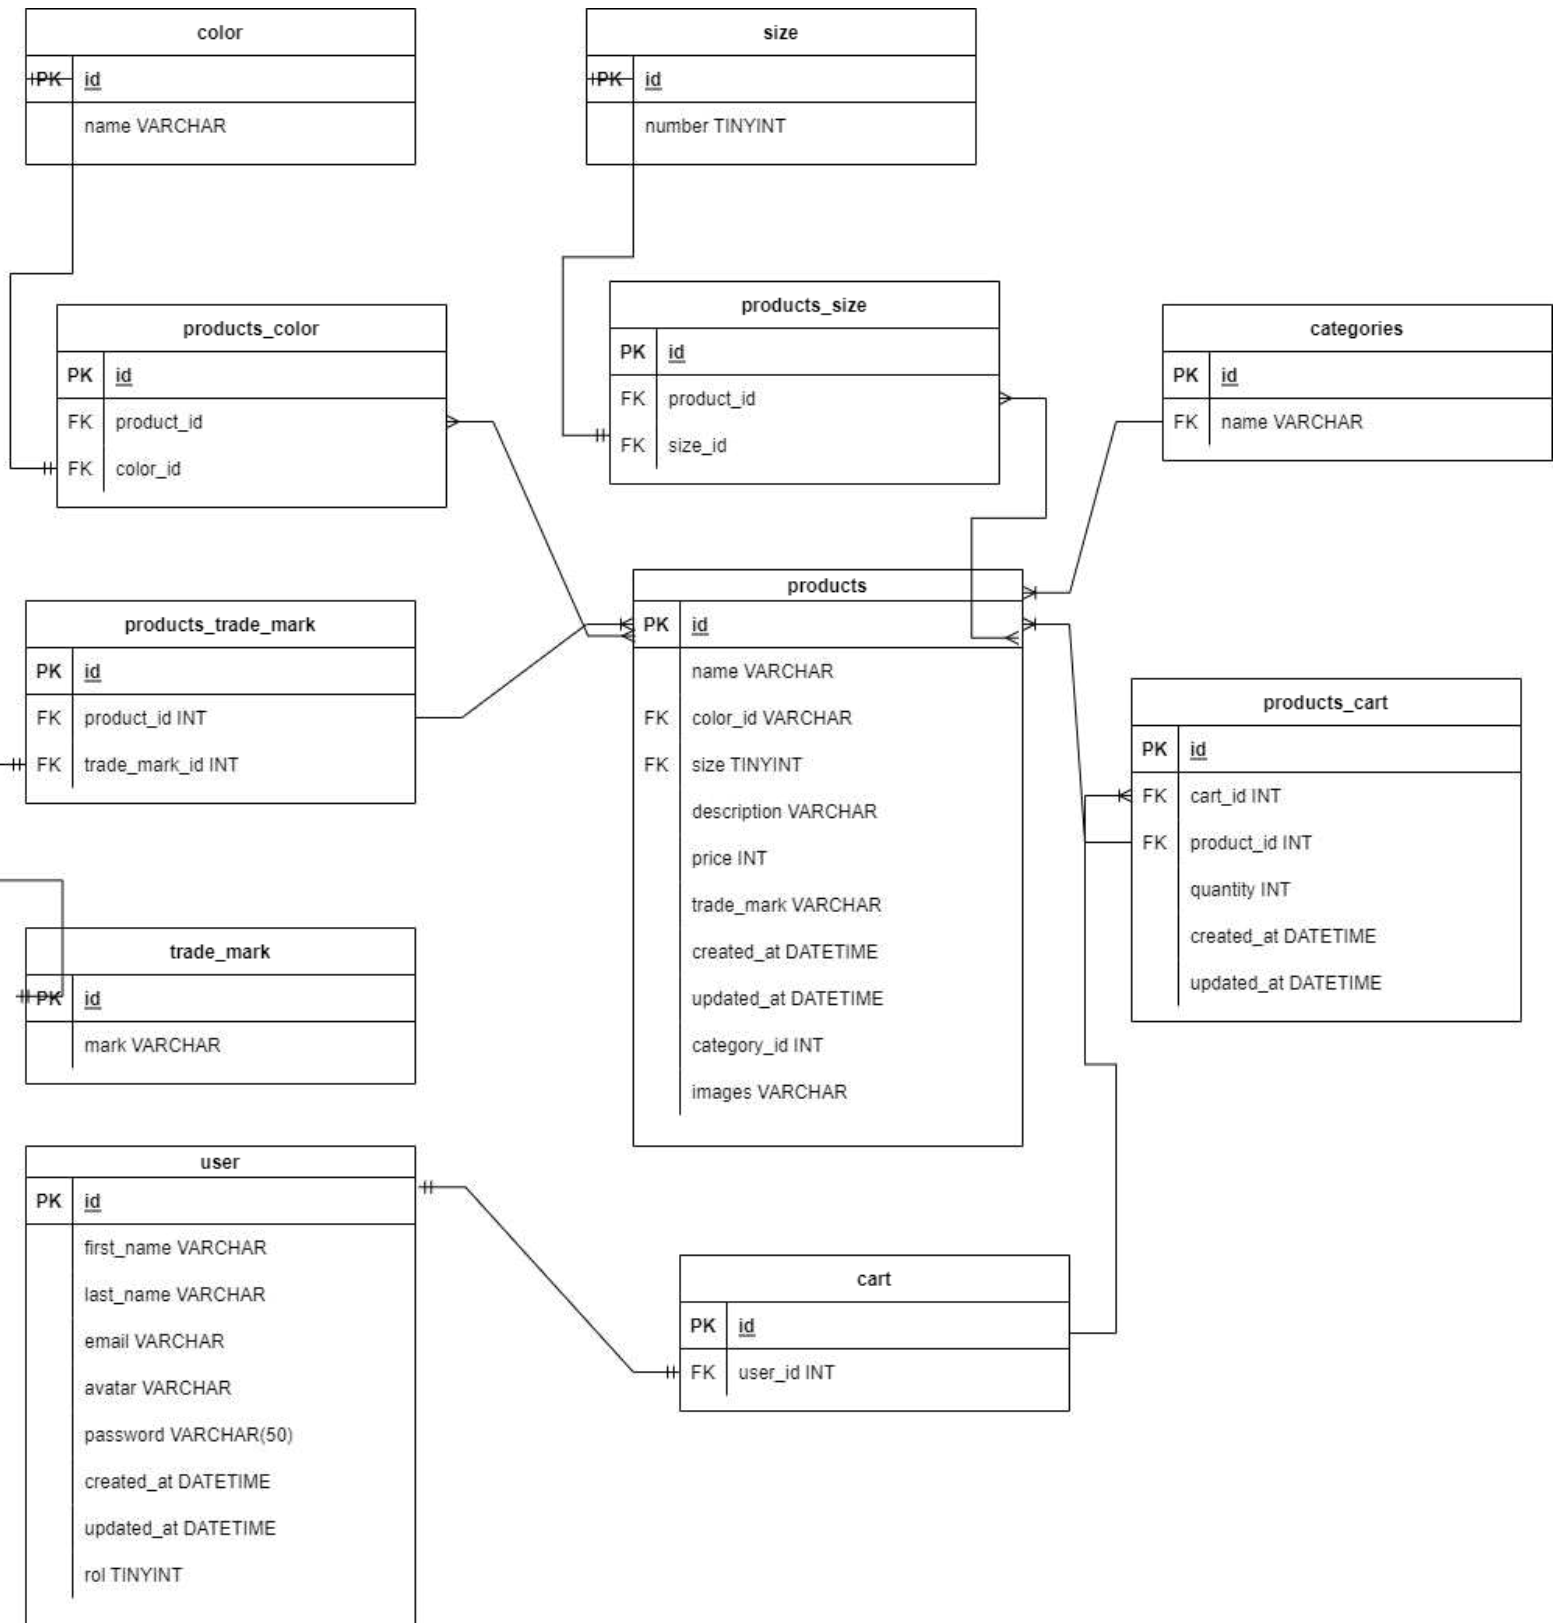 color
PK id
name VARCHAR
size
PK id
number TINYINT
products_color
PK id
FK product_id
FK color_id
products_size
PK id
FK product_id
FK size_id
categories
PK id
FK name VARCHAR
products_trade_mark
PK id
FK product_id INT
FK trade_mark_id INT
products
PK id
name VARCHAR
FK color_id VARCHAR
FK size TINYINT
description VARCHAR
price INT
trade_mark VARCHAR
created_at DATETIME
updated_at DATETIME
category_id INT
images VARCHAR
products_cart
PK id
FK cart_id INT
FK product_id INT
quantity INT
created_at DATETIME
updated_at DATETIME
trade_mark
PK id
mark VARCHAR
user
PK id
first_name VARCHAR
last_name VARCHAR
email VARCHAR
avatar VARCHAR
password VARCHAR(50)
created_at DATETIME
updated_at DATETIME
rol TINYINT
cart
PK id
FK user_id INT